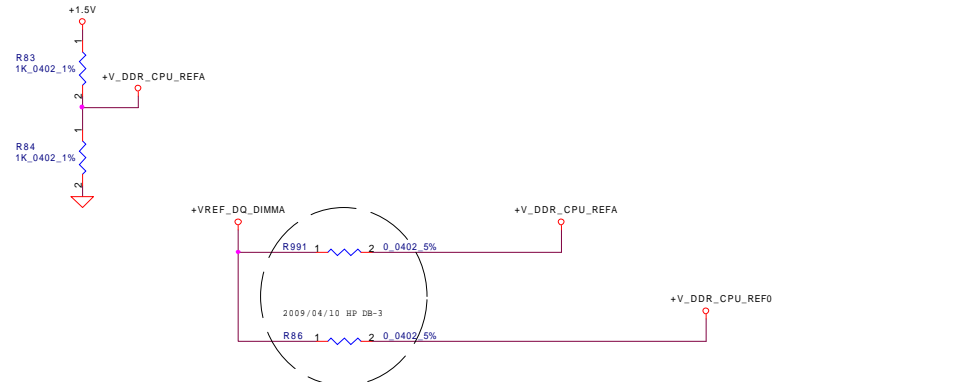 +1.5V
1
R83
1K_0402_1%
+V_DDR_CPU_REFA
2
1
R84
1K_0402_1%
2
+VREF_DQ_DIMMA
+V_DDR_CPU_REFA
R991 1 2 0_0402_5%
+V_DDR_CPU_REF0
2009/04/10 HP DB-3
R86 1 2 0_0402_5%